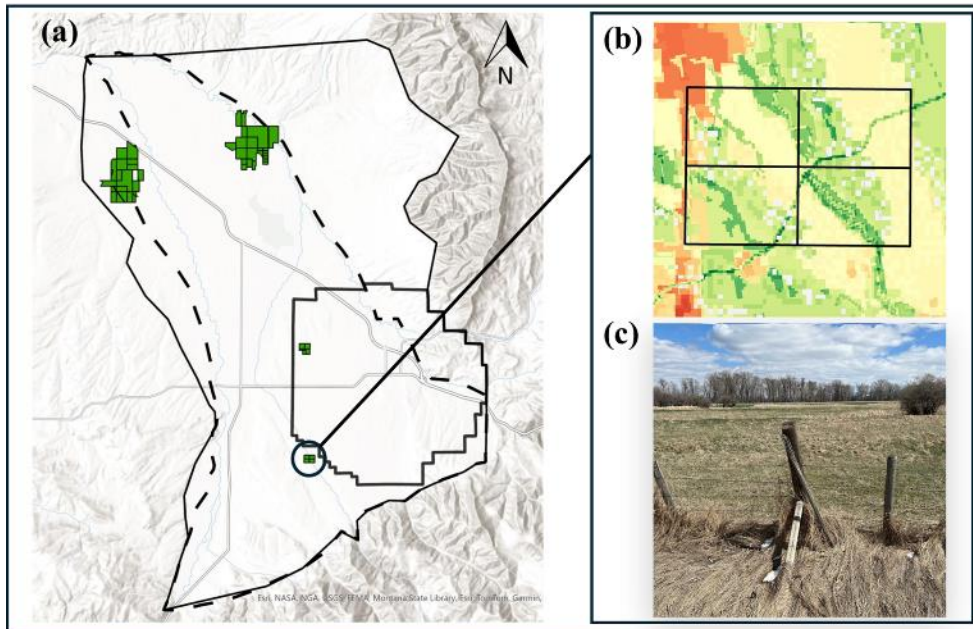 (a)
N
Esri, NASA, NGA, USGS, FEMA, Montana State Library, Esri, TomTom, Garmin,
(b)
(c)